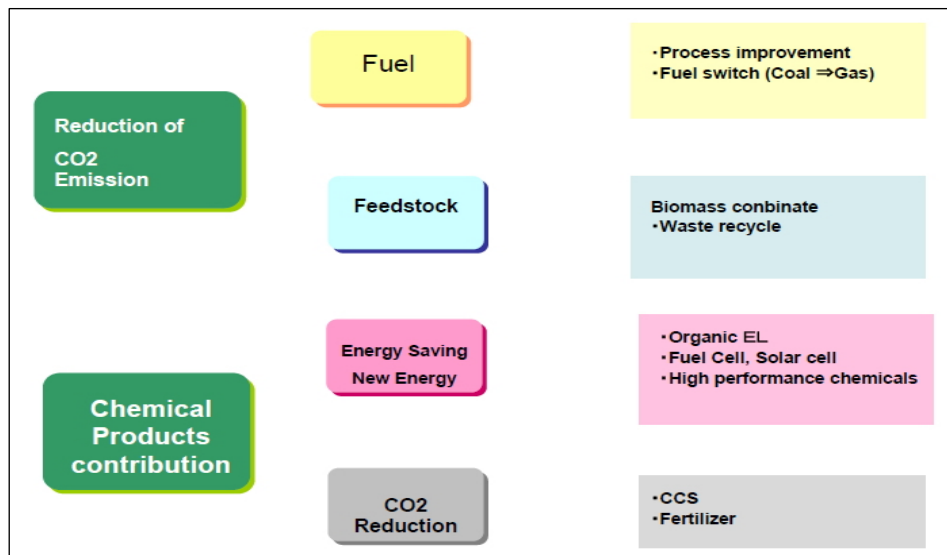 Fuel
・Process improvement
・Fuel switch (Coal ⇒Gas)
Reduction of
CO2
Emission
Feedstock
Biomass conbinate
・Waste recycle
Energy Saving
New Energy
・Organic EL
・Fuel Cell, Solar cell
・High performance chemicals
Chemical
Products
contribution
CO2
Reduction
・CCS
・Fertilizer